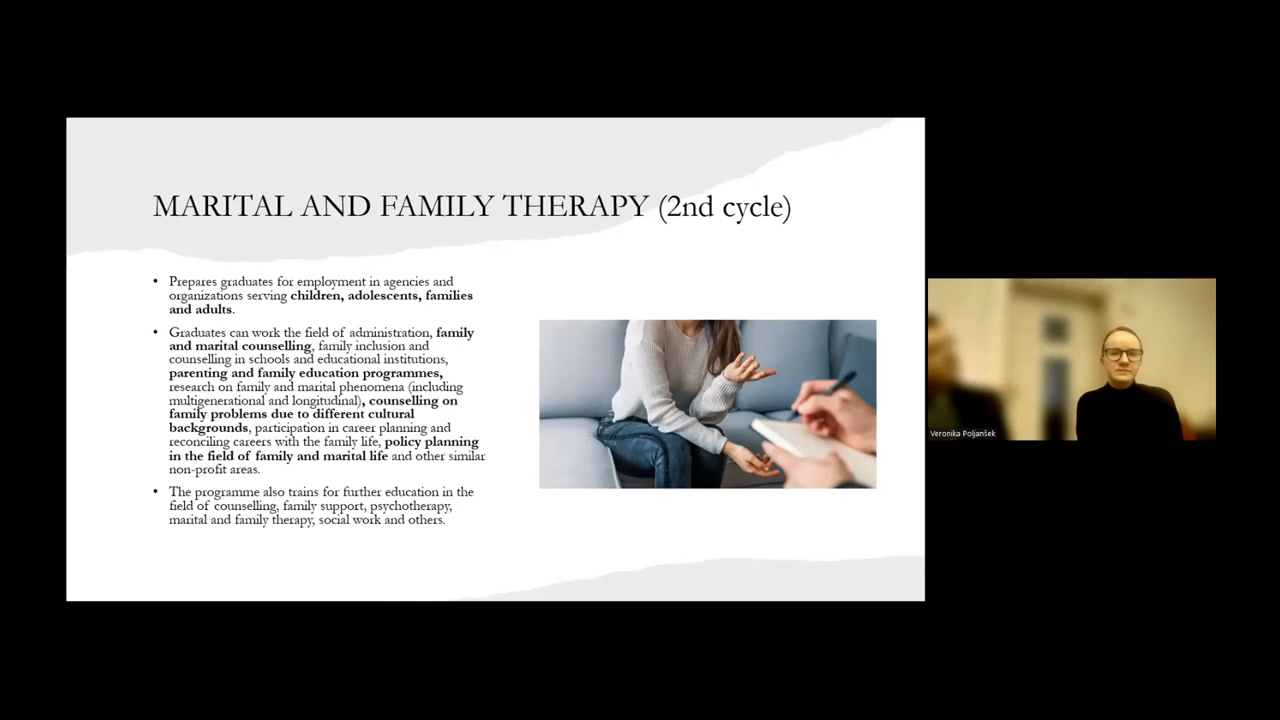 MARITAL AND FAMILY THERAPY (2nd cycle)
• Prepares graduates for employment in agencies and
organizations serving children, adolescents, families
and adults.
• Graduates can work the field of administration, family
and marital counselling, family inclusion and
counselling in schools and educational institutions,
parenting and family education programmes,
research on family and marital phenomena (including
multigenerational and longitudinal), counselling on
family problems due to different cultural
backgrounds, participation in career planning and
reconciling careers with the family life, policy planning
in the field of family and marital life and other similar
non-profit areas.
• The programme also trains for further education in the
field of counselling, family support, psychotherapy,
marital and family therapy, social work and others.
Veronika Poljanšek